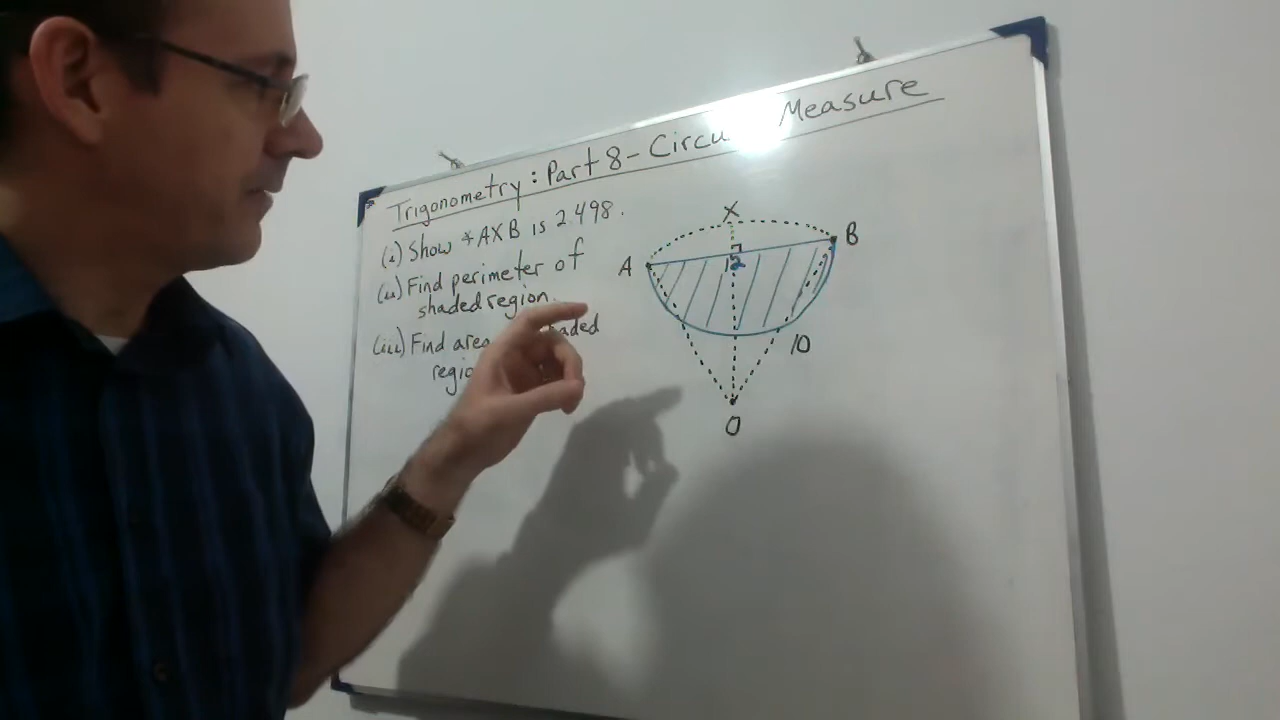 Trigonometry: Part 8 - Circu Measure
(i) Show ∢AXB is 2.498.
(ii) Find perimeter of
shaded region.
(iii) Find area
regio
X
A
B
12
10
O